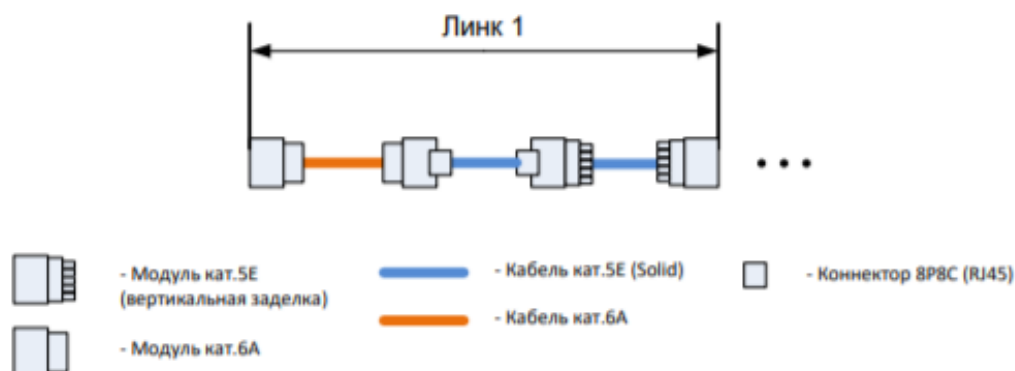 Линк 1
- Модуль кат.5E
(вертикальная заделка)
- Кабель кат.5E (Solid)
- Коннектор 8P8C (RJ45)
- Кабель кат.6А
- Модуль кат.6А